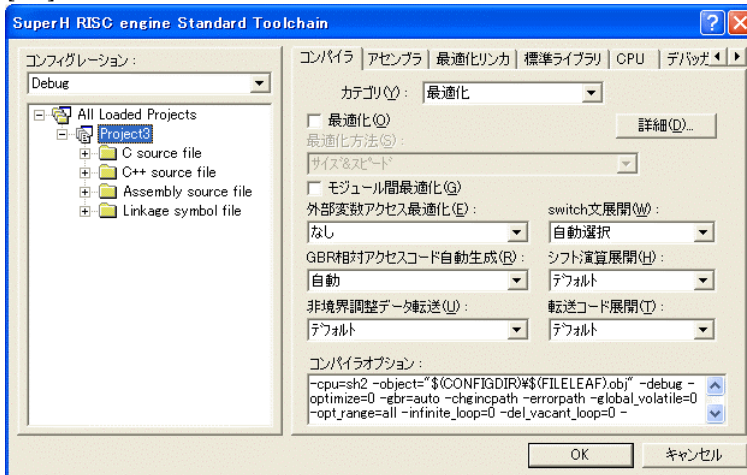 SuperH RISC engine Standard Toolchain
コンフィグレーション :
Debug
All Loaded Projects
Project3
C source file
C++ source file
Assembly source file
Linkage symbol file
コンパイラ アセンブラ 最適化リンカ 標準ライブラリ CPU デバッガ
カテゴリ(Y) : 最適化
最適化(O)
詳細(D)...
最適化方法(S) :
サイズ&スピード
モジュール間最適化(G)
外部変数アクセス最適化(E) : switch文展開(W) :
なし 自動選択
GBR相対アクセスコード自動生成(R) : シフト演算展開(H) :
自動 デフォルト
非境界調整データ転送(U) : 転送コード展開(T) :
デフォルト デフォルト
コンパイラオプション :
-cpu=sh2 -object="$(CONFIGDIR)¥$(FILELEAF).obj" -debug -
optimize=0 -gbr=auto -chgincpath -errorpath -global_volatile=0
-opt_range=all -infinite_loop=0 -del_vacant_loop=0 -
OK キャンセル